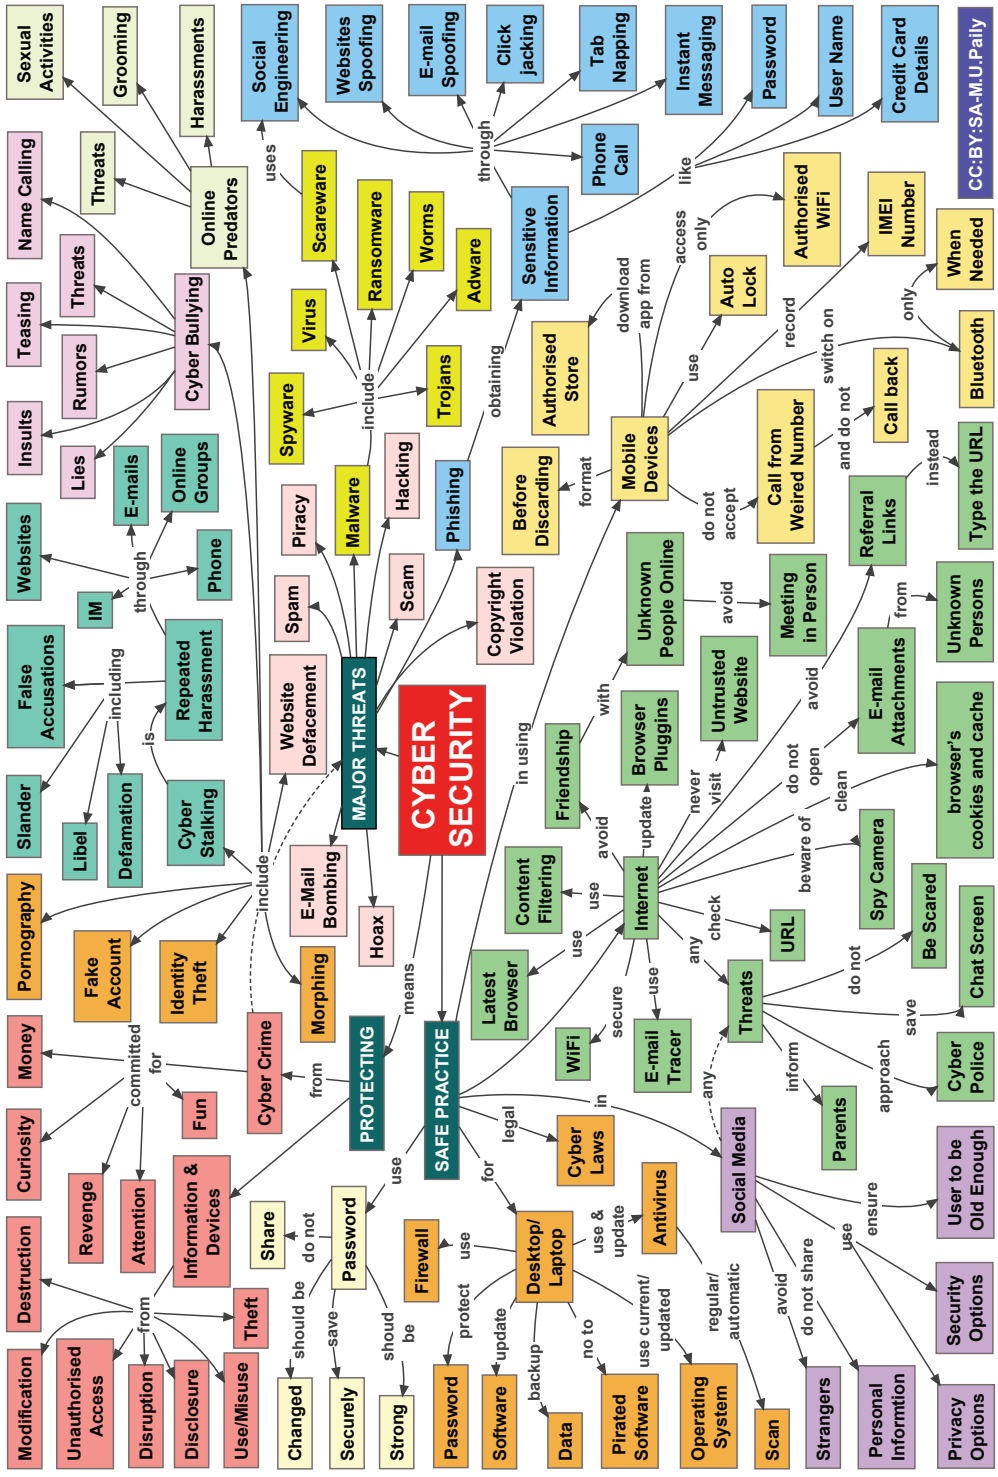 Modification
Destruction
Curiosity
Money
Pornography
Slander
False
Accusations
Websites
Insults
Teasing
Name Calling
Sexual
Activities
Unauthorised
Access
Revenge
Fake
Account
Libel
IM
Lies
Rumors
Threats
Threats
Grooming
Disruption
from
Attention
committed
for
Defamation
including
through
E-mails
Disclosure
Information &
Devices
Fun
Identity
Theft
Cyber
Stalking
is
Repeated
Harassment
Phone
Online
Groups
Cyber Bullying
Online
Predators
Harassments
Use/Misuse
Theft
Share
Cyber Crime
include
Changed
should be
do not
from
Morphing
E-Mail
Bombing
Website
Defacement
Spam
Piracy
Spyware
Virus
Scareware
uses
Social
Engineering
Securely
save
Password
PROTECTING
Hoax
MAJOR THREATS
Malware
include
Ransomware
Websites
Spoofing
Strong
shoud
be
use
means
Scam
Hacking
Trojans
Worms
E-mail
Spoofing
Firewall
SAFE PRACTICE
CYBER
SECURITY
Phishing
Adware
Password
protect
use
Copyright
Violation
obtaining
through
Click
jacking
Software
update
for
legal
Latest
Browser
in using
Sensitive
Information
Data
backup
Desktop/
Laptop
Cyber
Laws
WiFi
use
Content
Filtering
Friendship
Before
Discarding
format
Authorised
Store
Tab
Napping
Pirated
Software
no to
use &
update
in
secure
use
avoid
with
download
app from
Phone
Call
Operating
System
use current/
updated
Antivirus
E-mail
Tracer
use
Internet
update
Browser
Pluggins
Unknown
People Online
Mobile
Devices
access
only
like
Instant
Messaging
Scan
regular/
automatic
Social Media
any
any
check
never
visit
Untrusted
Website
avoid
do not
accept
use
Auto
Lock
Password
Strangers
avoid
do not share
inform
Threats
URL
beware of
do not
open
avoid
Meeting
in Person
Call from
Weired Number
record
Authorised
WiFi
User Name
Personal
Informtion
use
ensure
Parents
approach
do not
Spy Camera
clean
E-mail
Attachments
from
Referral
Links
and do not
Call back
switch on
IMEI
Number
Credit Card
Details
Privacy
Options
Security
Options
User to be
Old Enough
Cyber
Police
save
Chat Screen
Be Scared
browser's
cookies and cache
Unknown
Persons
instead
Type the URL
Bluetooth
only
When
Needed
CC:BY:SA-M.U.Paily